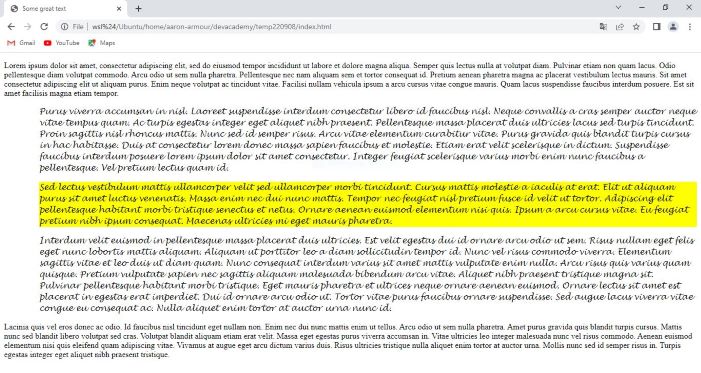 Some great text
File | wsl%24/Ubuntu/home/aaron-armour/devacademy/temp220908/index.html
Gmail YouTube Maps
Lorem ipsum dolor sit amet, consectetur adipiscing elit, sed do eiusmod tempor incididunt ut labore et dolore magna aliqua. Semper quis lectus nulla at volutpat diam. Pulvinar etiam non quam lacus. Odio
pellentesque diam volutpat commodo. Arcu odio ut sem nulla pharetra. Pellentesque nec nam aliquam sem et tortor consequat id. Pretium aenean pharetra magna ac placerat vestibulum lectus mauris. Sit amet
consectetur adipiscing elit ut aliquam purus. Enim neque volutpat ac tincidunt vitae. Facilisi nullam vehicula ipsum a arcu cursus vitae congue mauris. Quam lacus suspendisse faucibus interdum posuere. Est sit
amet facilisis magna etiam tempor.
Purus viverra accumsan in nisl. Laoreet suspendisse interdum consectetur libero id faucibus nisl. Neque convallis a cras semper auctor neque
vitae tempus quam. Ac turpis egestas integer eget aliquet nibh praesent. Pellentesque massa placerat duis ultricies lacus sed turpis tincidunt.
Proin sagittis nisl rhoncus mattis. Nunc sed id semper risus. Arcu vitae elementum curabitur vitae. Purus gravida quis blandit turpis cursus
in hac habitasse. Duis at consectetur lorem donec massa sapien faucibus et molestie. Etiam erat velit scelerisque in dictum. Suspendisse
faucibus interdum posuere lorem ipsum dolor sit amet consectetur. Integer feugiat scelerisque varius morbi enim nunc faucibus a
pellentesque. Vel pretium lectus quam id.
Sed lectus vestibulum mattis ullamcorper velit sed ullamcorper morbi tincidunt. Cursus mattis molestie a iaculis at erat. Elit ut aliquam
purus sit amet luctus venenatis. Massa enim nec dui nunc mattis. Tempor nec feugiat nisl pretium fusce id velit ut tortor. Adipiscing elit
pellentesque habitant morbi tristique senectus et netus. Ornare aenean euismod elementum nisi quis. Ipsum a arcu cursus vitae. Eu feugiat
pretium nibh ipsum consequat. Maecenas ultricies mi eget mauris pharetra.
Interdum velit euismod in pellentesque massa placerat duis ultricies. Est velit egestas dui id ornare arcu odio ut sem. Risus nullam eget felis
eget nunc lobortis mattis aliquam. Aliquam ut porttitor leo a diam sollicitudin tempor id. Nunc vel risus commodo viverra. Elementum
sagittis vitae et leo duis ut diam quam. Nunc consequat interdum varius sit amet mattis vulputate enim nulla. Arcu risus quis varius quam
quisque. Pretium vulputate sapien nec sagittis aliquam malesuada bibendum arcu vitae. Aliquet nibh praesent tristique magna sit.
Pulvinar pellentesque habitant morbi tristique. Eget mauris pharetra et ultrices neque ornare aenean euismod. Ornare lectus sit amet est
placerat in egestas erat imperdiet. Dui id ornare arcu odio ut. Tortor vitae purus faucibus ornare suspendisse. Sed augue lacus viverra vitae
congue eu consequat ac. Nulla aliquet enim tortor at auctor urna nunc id.
Lacinia quis vel eros donec ac odio. Id faucibus nisl tincidunt eget nullam non. Enim nec dui nunc mattis enim ut tellus. Arcu odio ut sem nulla pharetra. Amet purus gravida quis blandit turpis cursus. Mattis
nunc sed blandit libero volutpat sed cras. Volutpat blandit aliquam etiam erat velit. Massa eget egestas purus viverra accumsan in. Vitae ultricies leo integer malesuada nunc vel risus commodo. Aenean euismod
elementum nisi quis eleifend quam adipiscing vitae. Vivamus at augue eget arcu dictum varius duis. Risus ultricies tristique nulla aliquet enim tortor at auctor urna. Mollis nunc sed id semper risus in. Turpis
egestas integer eget aliquet nibh praesent tristique.